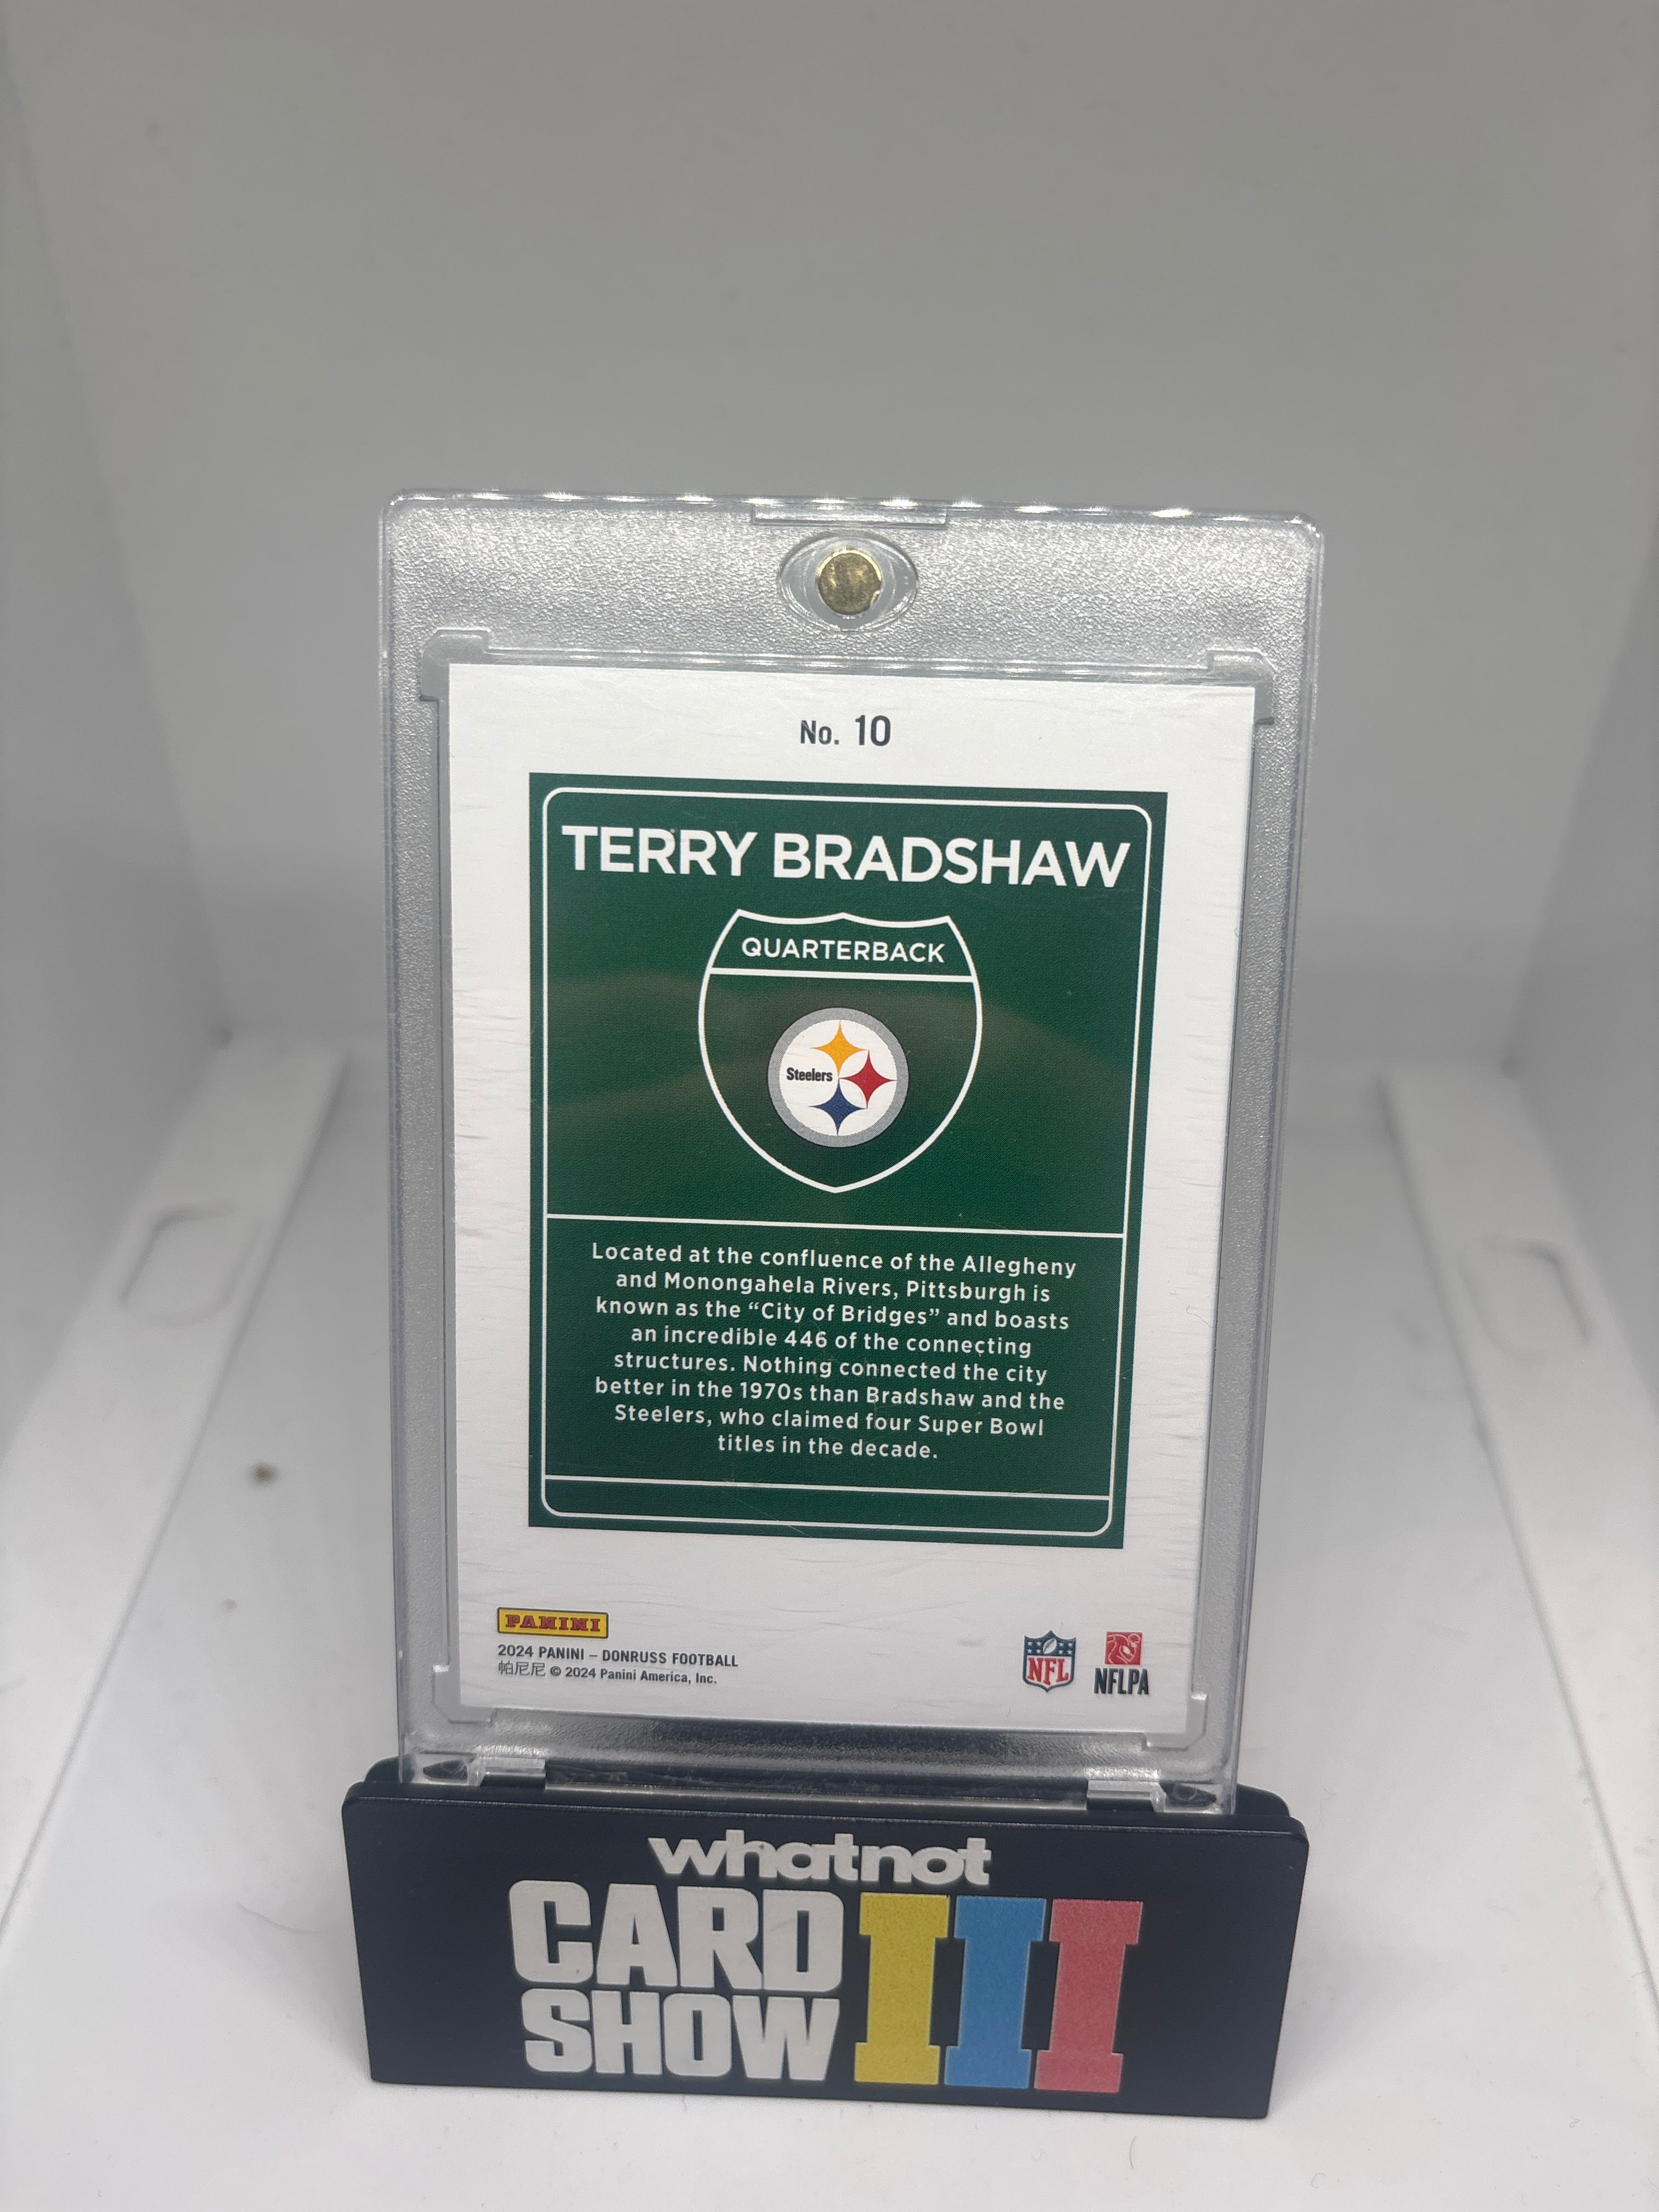 No. 10
TERRY BRADSHAW
QUARTERBACK
Steelers
Located at the confluence of the Allegheny
and Monongahela Rivers, Pittsburgh is
known as the “City of Bridges” and boasts
an incredible 446 of the connecting
structures. Nothing connected the city
better in the 1970s than Bradshaw and the
Steelers, who claimed four Super Bowl
titles in the decade.
PANINI
2024 PANINI – DONRUSS FOOTBALL
帕尼尼 © 2024 Panini America, Inc.
NFL
NFLPA
whatnot
CARD
SHOW III